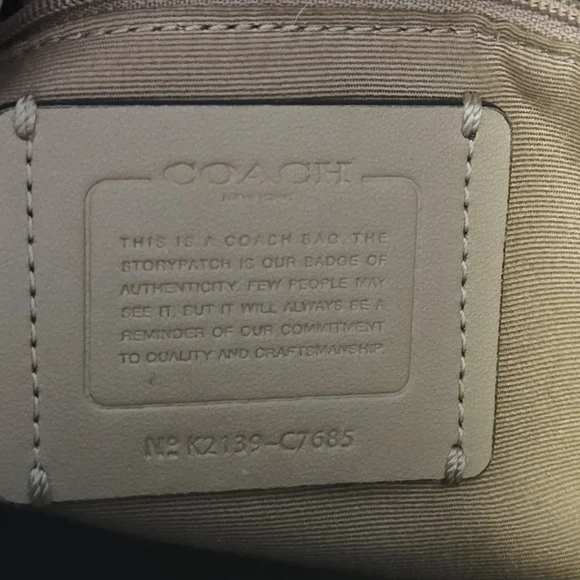 COACH
NEW YORK
THIS IS A COACH BAG. THE
STORYPATCH IS OUR BADGE OF
AUTHENTICITY. FEW PEOPLE MAY
SEE IT, BUT IT WILL ALWAYS BE A
REMINDER OF OUR COMMITMENT
TO QUALITY AND CRAFTSMANSHIP.
Nº K2139-C7685